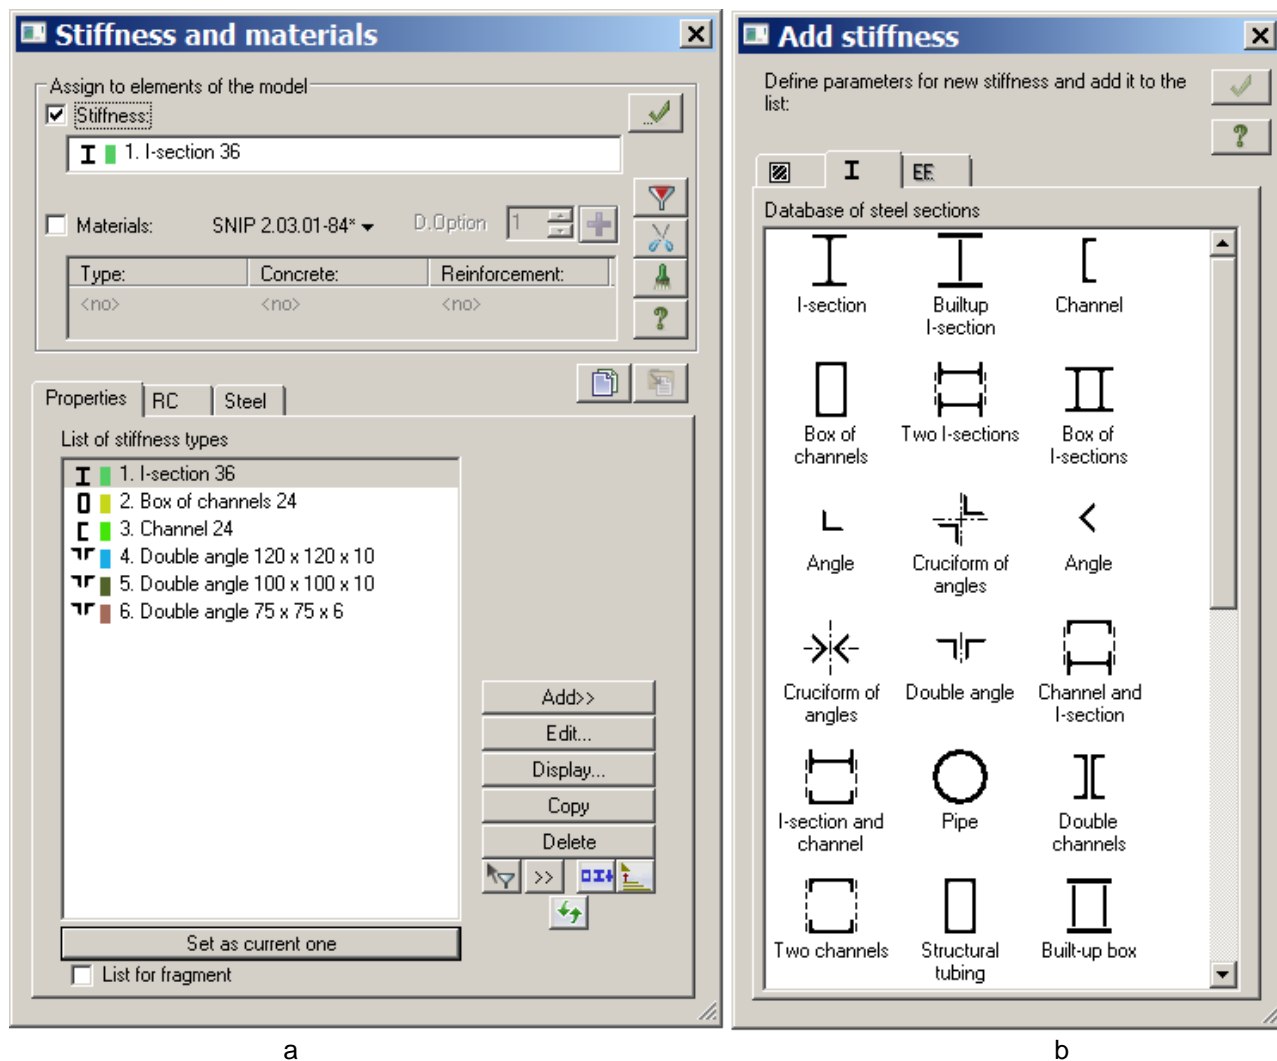 Stiffness and materials
Assign to elements of the model
Stiffness:
1. I-section 36
Materials:
SNIP 2.03.01-84*
D.Option
1
Type:
Concrete:
Reinforcement:
<no>
<no>
<no>
?
Properties
RC
Steel
List of stiffness types
1. I-section 36
2. Box of channels 24
3. Channel 24
4. Double angle 120 x 120 x 10
5. Double angle 100 x 100 x 10
6. Double angle 75 x 75 x 6
Add>>
Edit...
Display...
Copy
Delete
>>
Set as current one
List for fragment
a
Add stiffness
Define parameters for new stiffness and add it to the
list:
?
EE
Database of steel sections
I-section
Builtup
I-section
Channel
Box of
channels
Two I-sections
Box of
I-sections
Angle
Cruciform of
angles
Angle
Cruciform of
angles
Double angle
Channel and
I-section
I-section and
channel
Pipe
Double
channels
Two channels
Structural
tubing
Built-up box
b